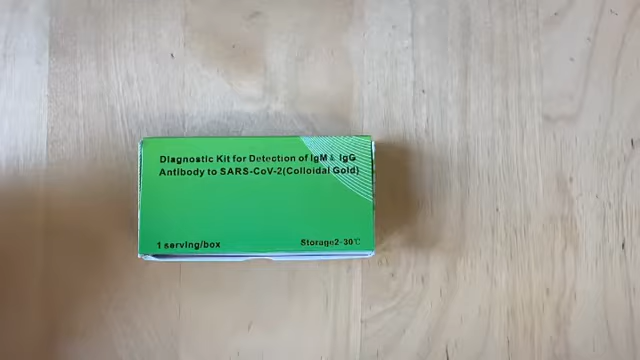 Diagnostic Kit for Detection of IgM & IgG
Antibody to SARS-CoV-2(Colloidal Gold)
1 serving/box
Storage2-30℃